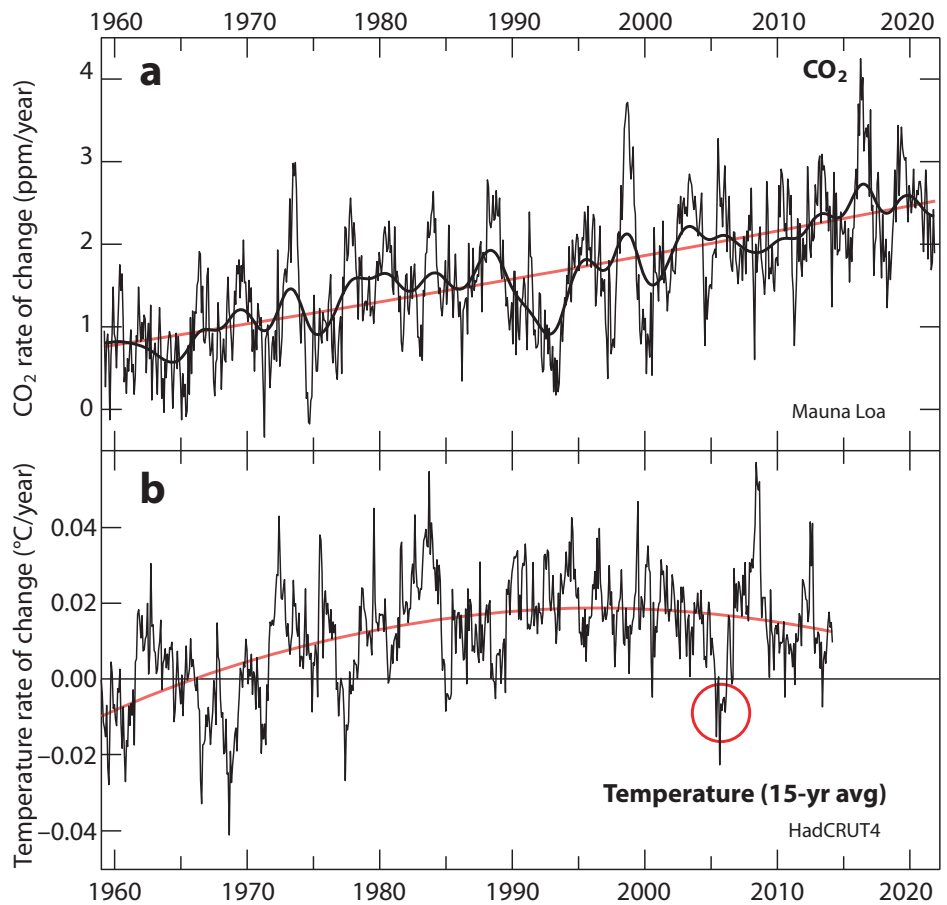 1960 1970 1980 1990 2000 2010 2020
a
CO₂
4
3
2
1
0
CO₂ rate of change (ppm/year)
Mauna Loa
b
0.04
0.02
0.00
−0.02
−0.04
Temperature rate of change (°C/year)
Temperature (15-yr avg)
HadCRUT4
1960 1970 1980 1990 2000 2010 2020